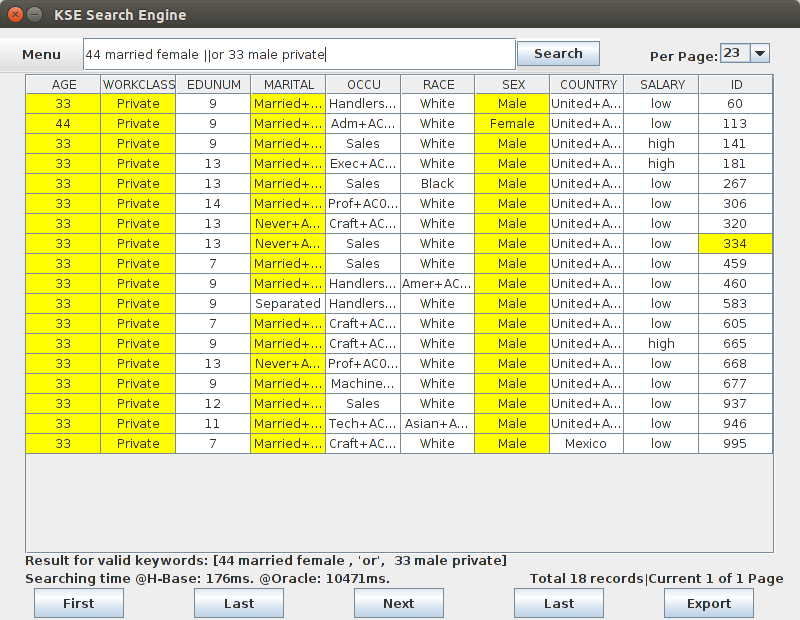 KSE Search Engine
Menu 44 married female ||or 33 male private Search Per Page: 23
AGE WORKCLASS EDUNUM MARITAL OCCU RACE SEX COUNTRY SALARY ID
33 Private 9 Married+... Handlers... White Male United+A... low 60
44 Private 9 Married+... Adm+AC... White Female United+A... low 113
33 Private 9 Married+... Sales White Male United+A... high 141
33 Private 13 Married+... Exec+AC... White Male United+A... high 181
33 Private 13 Married+... Sales Black Male United+A... low 267
33 Private 14 Married+... Prof+AC0... White Male United+A... low 306
33 Private 13 Never+A... Craft+AC... White Male United+A... low 320
33 Private 13 Never+A... Sales White Male United+A... low 334
33 Private 7 Married+... Sales White Male United+A... low 459
33 Private 9 Married+... Handlers... Amer+AC... Male United+A... low 460
33 Private 9 Separated Handlers... White Male United+A... low 583
33 Private 7 Married+... Craft+AC... White Male United+A... low 605
33 Private 9 Married+... Craft+AC... White Male United+A... high 665
33 Private 13 Never+A... Prof+AC0... White Male United+A... low 668
33 Private 9 Married+... Machine... White Male United+A... low 677
33 Private 12 Married+... Sales White Male United+A... low 937
33 Private 11 Married+... Tech+AC... Asian+A... Male United+A... low 946
33 Private 7 Married+... Craft+AC... White Male Mexico low 995
Result for valid keywords: [44 married female , 'or',  33 male private]
Searching time @H-Base: 176ms. @Oracle: 10471ms. Total 18 records|Current 1 of 1 Page
First Last Next Last Export